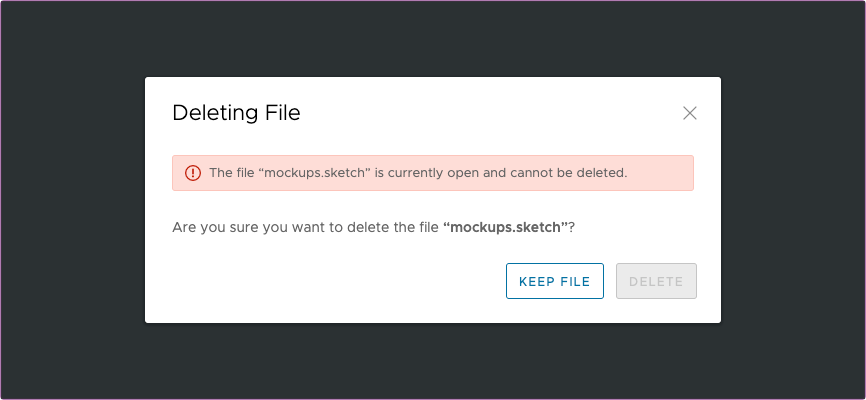 Deleting File
The file “mockups.sketch” is currently open and cannot be deleted.
Are you sure you want to delete the file “mockups.sketch”?
KEEP FILE DELETE